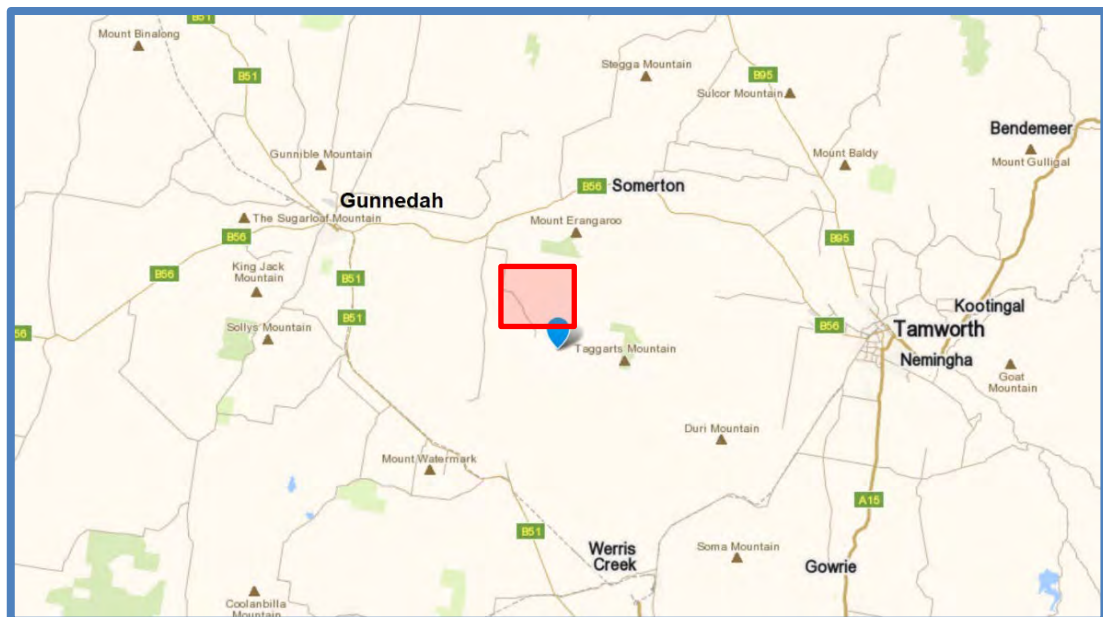 B51
Mount Binalong
B51
Stegga Mountain
B95
Sulcor Mountain
Bendemeer
Mount Gulligal
Gunnible Mountain
Mount Baldy
Gunnedah
B56
Somerton
The Sugarloaf Mountain
Mount Erangaroo
B56
B95
B56
King Jack
Mountain
B51
Kootingal
B51
B56
Sollys Mountain
56
Tamworth
Taggarts Mountain
Nemingha
Goat
Mountain
Duri Mountain
Mount Watermark
A15
B51
Werris
Creek
Soma Mountain
Gowrie
Coolanbilla
Mountain